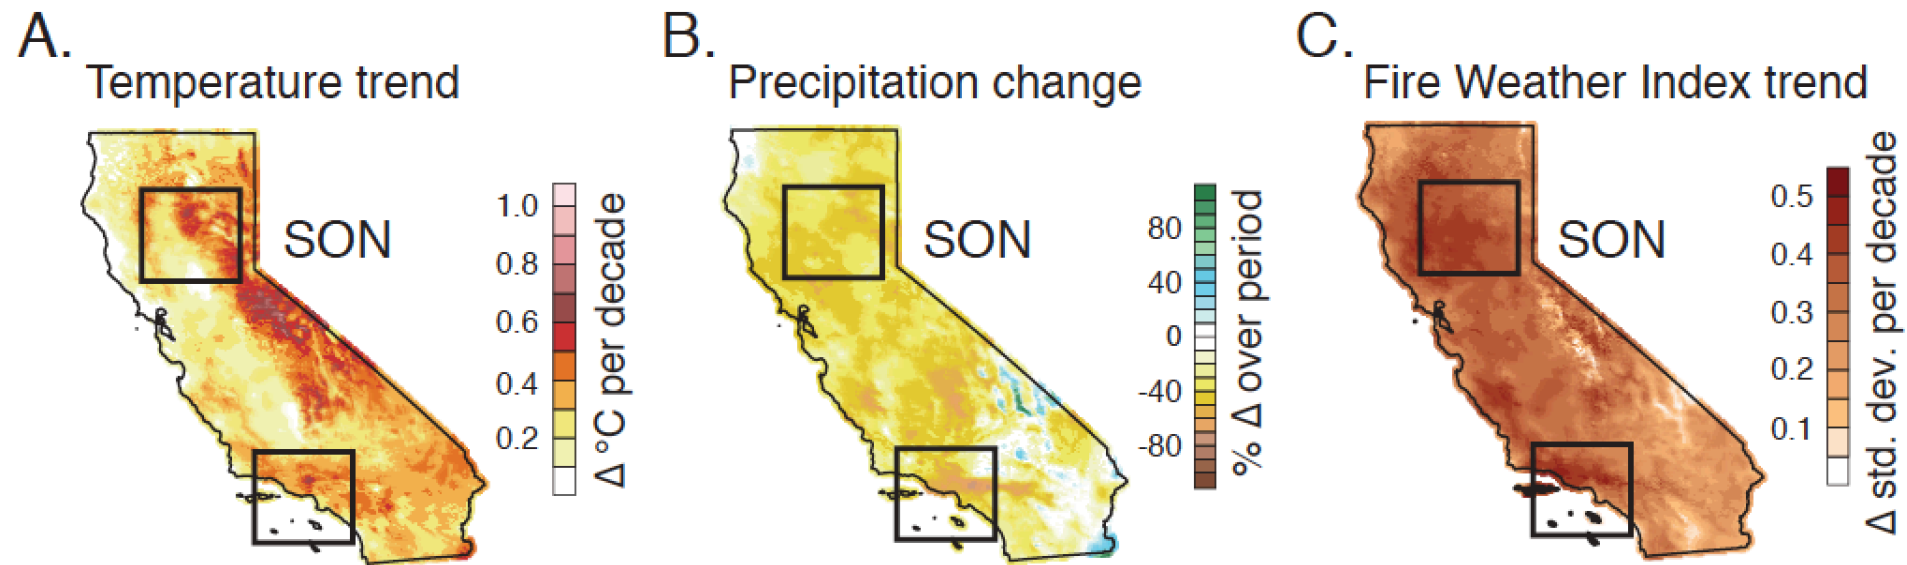 A.
Temperature trend
SON
1.0
0.8
0.6
0.4
0.2
Δ °C per decade
B.
Precipitation change
SON
80
40
0
-40
-80
% Δ over period
C.
Fire Weather Index trend
SON
0.5
0.4
0.3
0.2
0.1
Δ std. dev. per decade